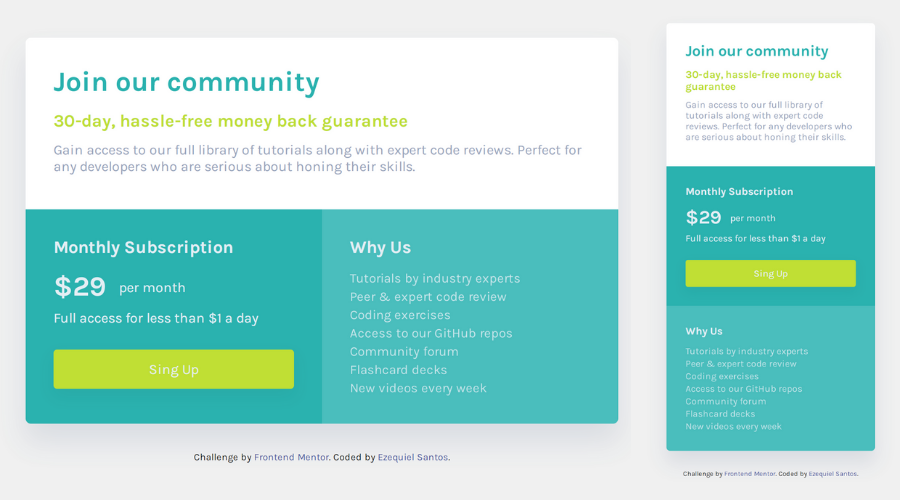 Join our community
30-day, hassle-free money back guarantee
Gain access to our full library of tutorials along with expert code reviews. Perfect for
any developers who are serious about honing their skills.
Monthly Subscription
$29 per month
Full access for less than $1 a day
Sing Up
Why Us
Tutorials by industry experts
Peer & expert code review
Coding exercises
Access to our GitHub repos
Community forum
Flashcard decks
New videos every week
Challenge by Frontend Mentor. Coded by Ezequiel Santos.
Join our community
30-day, hassle-free money back
guarantee
Gain access to our full library of
tutorials along with expert code
reviews. Perfect for any developers who
are serious about honing their skills.
Monthly Subscription
$29 per month
Full access for less than $1 a day
Sing Up
Why Us
Tutorials by industry experts
Peer & expert code review
Coding exercises
Access to our GitHub repos
Community forum
Flashcard decks
New videos every week
Challenge by Frontend Mentor. Coded by Ezequiel Santos.